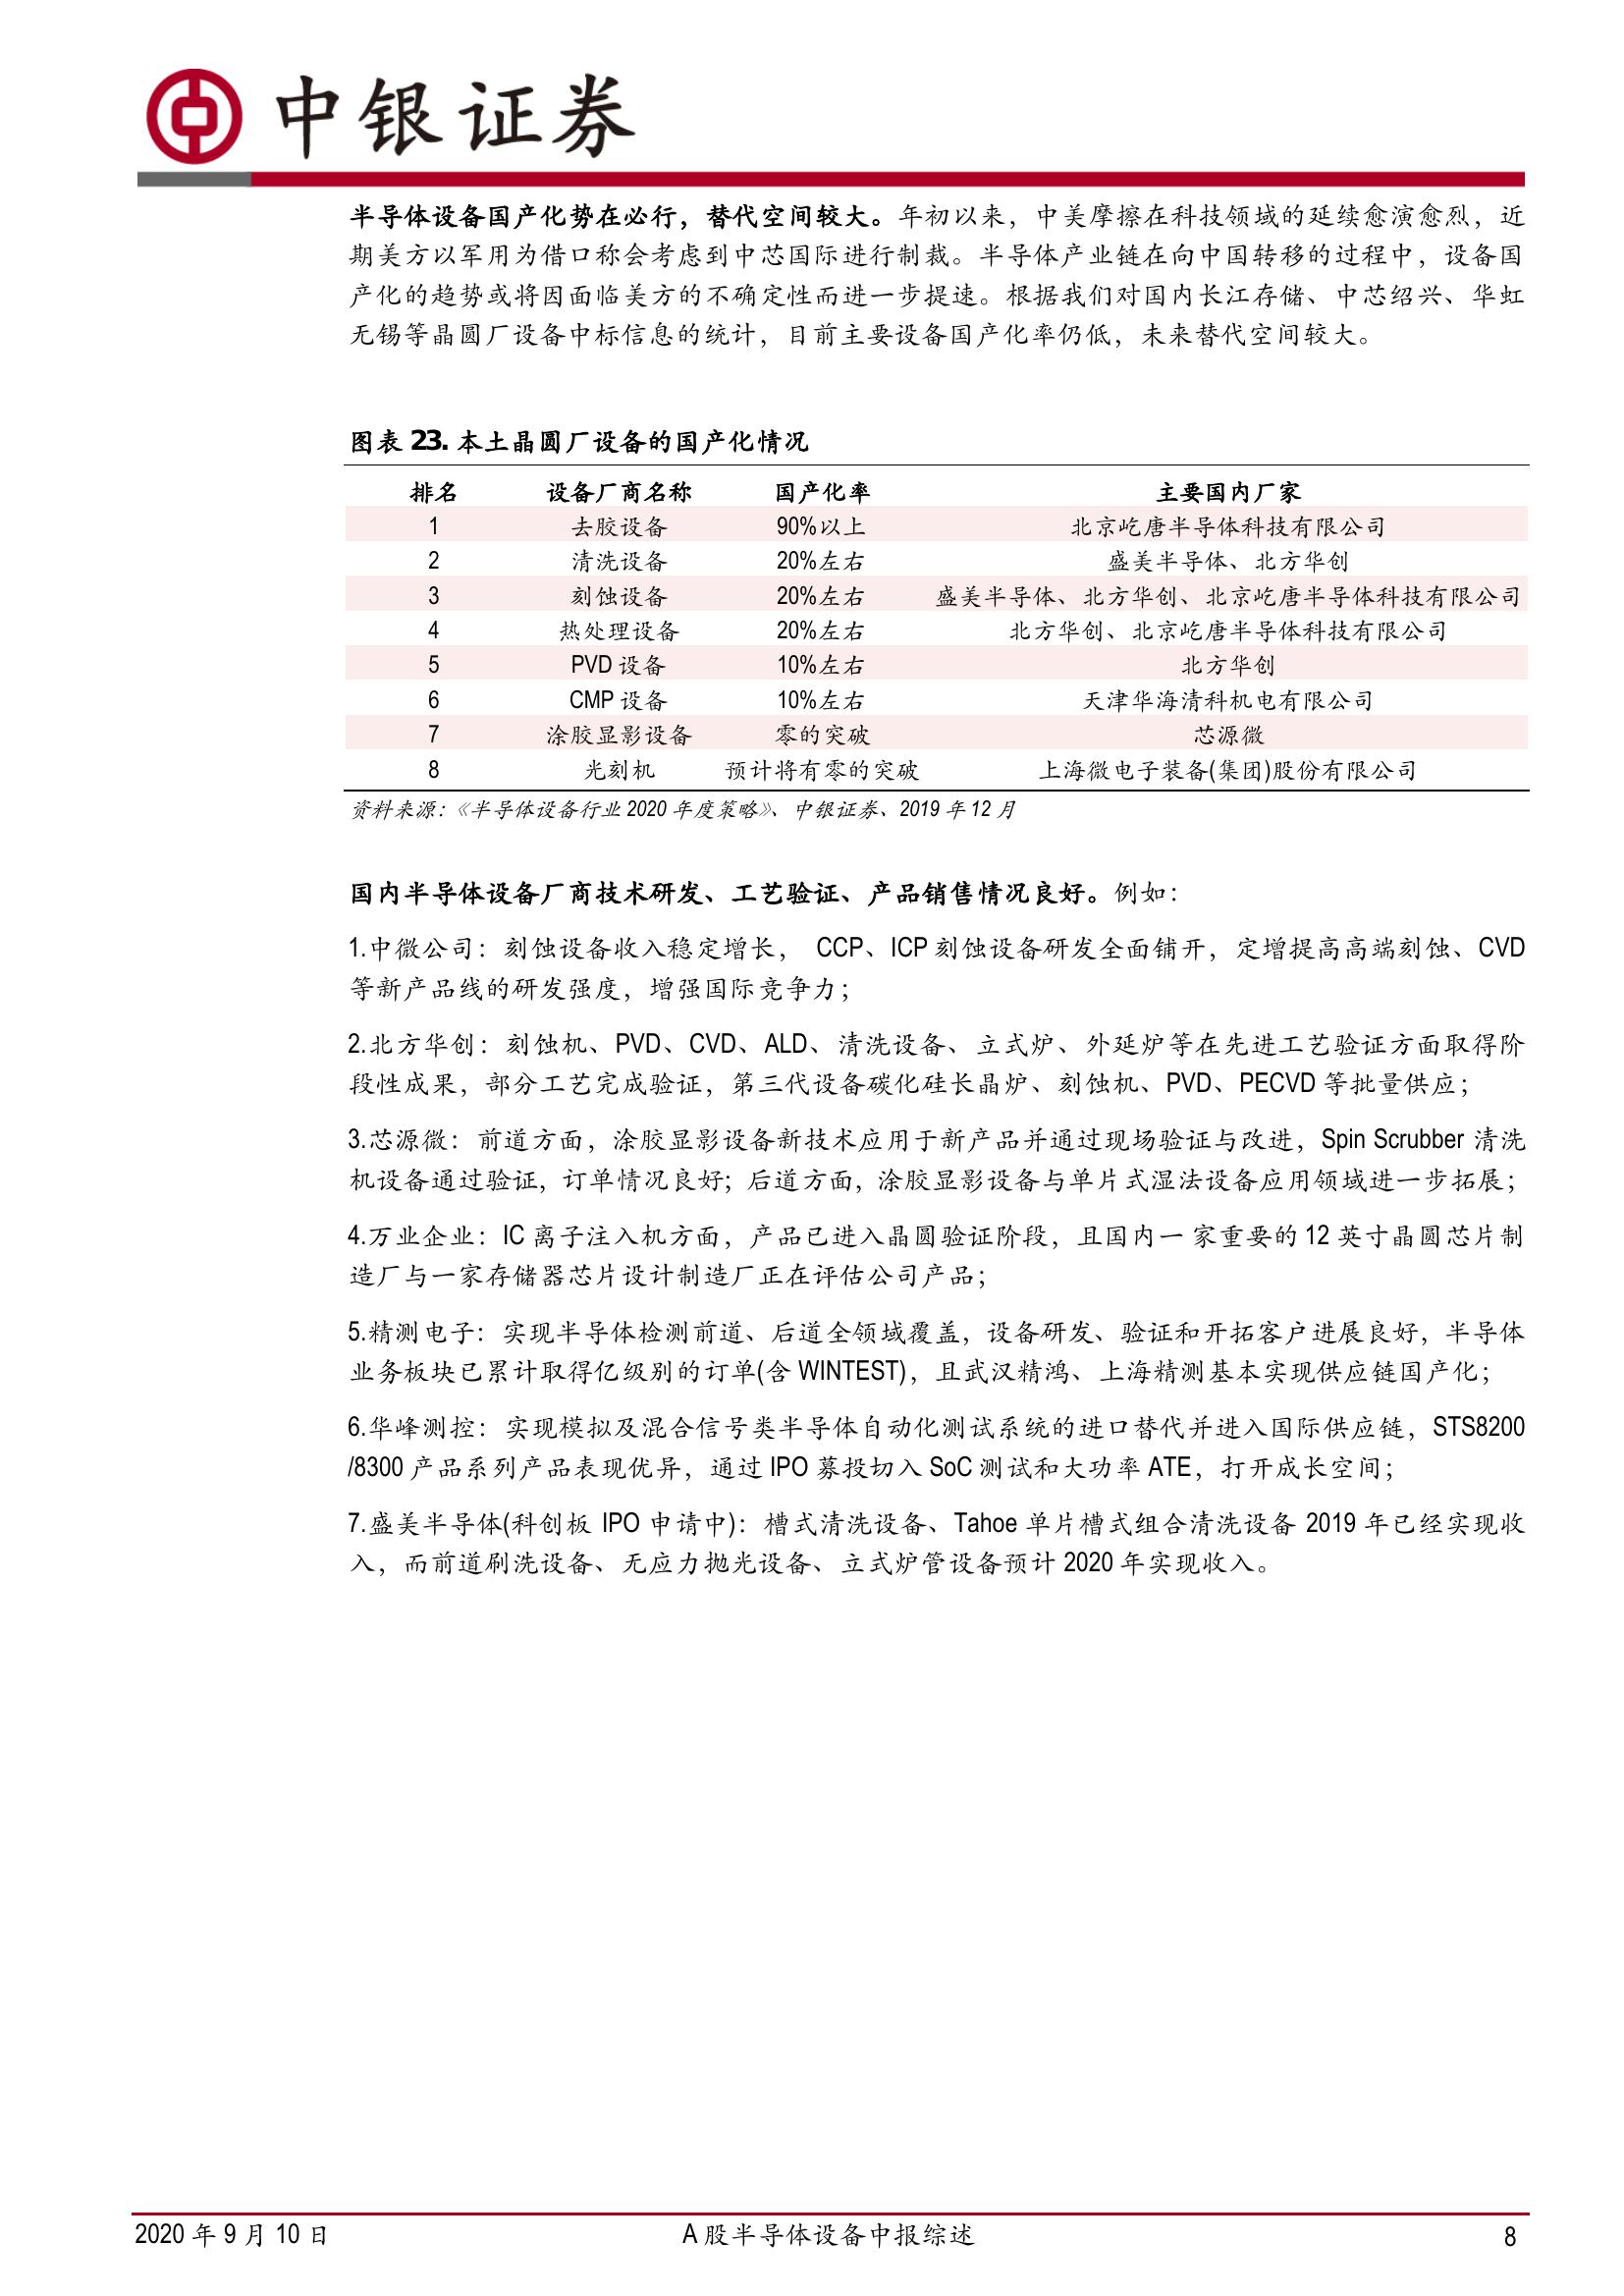 中银证券
半导体设备国产化势在必行，替代空间较大。年初以来，中美摩擦在科技领域的延续愈演愈烈，近
期美方以军用为借口称会考虑到中芯国际进行制裁。半导体产业链在向中国转移的过程中，设备国
产化的趋势或将因面临美方的不确定性而进一步提速。根据我们对国内长江存储、中芯绍兴、华虹
无锡等晶圆厂设备中标信息的统计，目前主要设备国产化率仍低，未来替代空间较大。
图表 23. 本土晶圆厂设备的国产化情况
排名 设备厂商名称 国产化率 主要国内厂家
1 去胶设备 90%以上 北京屹唐半导体科技有限公司
2 清洗设备 20%左右 盛美半导体、北方华创
3 刻蚀设备 20%左右 盛美半导体、北方华创、北京屹唐半导体科技有限公司
4 热处理设备 20%左右 北方华创、北京屹唐半导体科技有限公司
5 PVD 设备 10%左右 北方华创
6 CMP 设备 10%左右 天津华海清科机电有限公司
7 涂胶显影设备 零的突破 芯源微
8 光刻机 预计将有零的突破 上海微电子装备(集团)股份有限公司
资料来源：《半导体设备行业 2020 年度策略》、中银证券、2019 年 12 月
国内半导体设备厂商技术研发、工艺验证、产品销售情况良好。例如：
1.中微公司：刻蚀设备收入稳定增长， CCP、ICP 刻蚀设备研发全面铺开，定增提高高端刻蚀、CVD
等新产品线的研发强度，增强国际竞争力；
2.北方华创：刻蚀机、PVD、CVD、ALD、清洗设备、立式炉、外延炉等在先进工艺验证方面取得阶
段性成果，部分工艺完成验证，第三代设备碳化硅长晶炉、刻蚀机、PVD、PECVD 等批量供应；
3.芯源微：前道方面，涂胶显影设备新技术应用于新产品并通过现场验证与改进，Spin Scrubber 清洗
机设备通过验证，订单情况良好；后道方面，涂胶显影设备与单片式湿法设备应用领域进一步拓展；
4.万业企业：IC 离子注入机方面，产品已进入晶圆验证阶段，且国内一 家重要的 12 英寸晶圆芯片制
造厂与一家存储器芯片设计制造厂正在评估公司产品；
5.精测电子：实现半导体检测前道、后道全领域覆盖，设备研发、验证和开拓客户进展良好，半导体
业务板块已累计取得亿级别的订单(含 WINTEST)，且武汉精鸿、上海精测基本实现供应链国产化；
6.华峰测控：实现模拟及混合信号类半导体自动化测试系统的进口替代并进入国际供应链，STS8200
/8300 产品系列产品表现优异，通过 IPO 募投切入 SoC 测试和大功率 ATE，打开成长空间；
7.盛美半导体(科创板 IPO 申请中)：槽式清洗设备、Tahoe 单片槽式组合清洗设备 2019 年已经实现收
入，而前道刷洗设备、无应力抛光设备、立式炉管设备预计 2020 年实现收入。
2020 年 9 月 10 日 A 股半导体设备中报综述 8